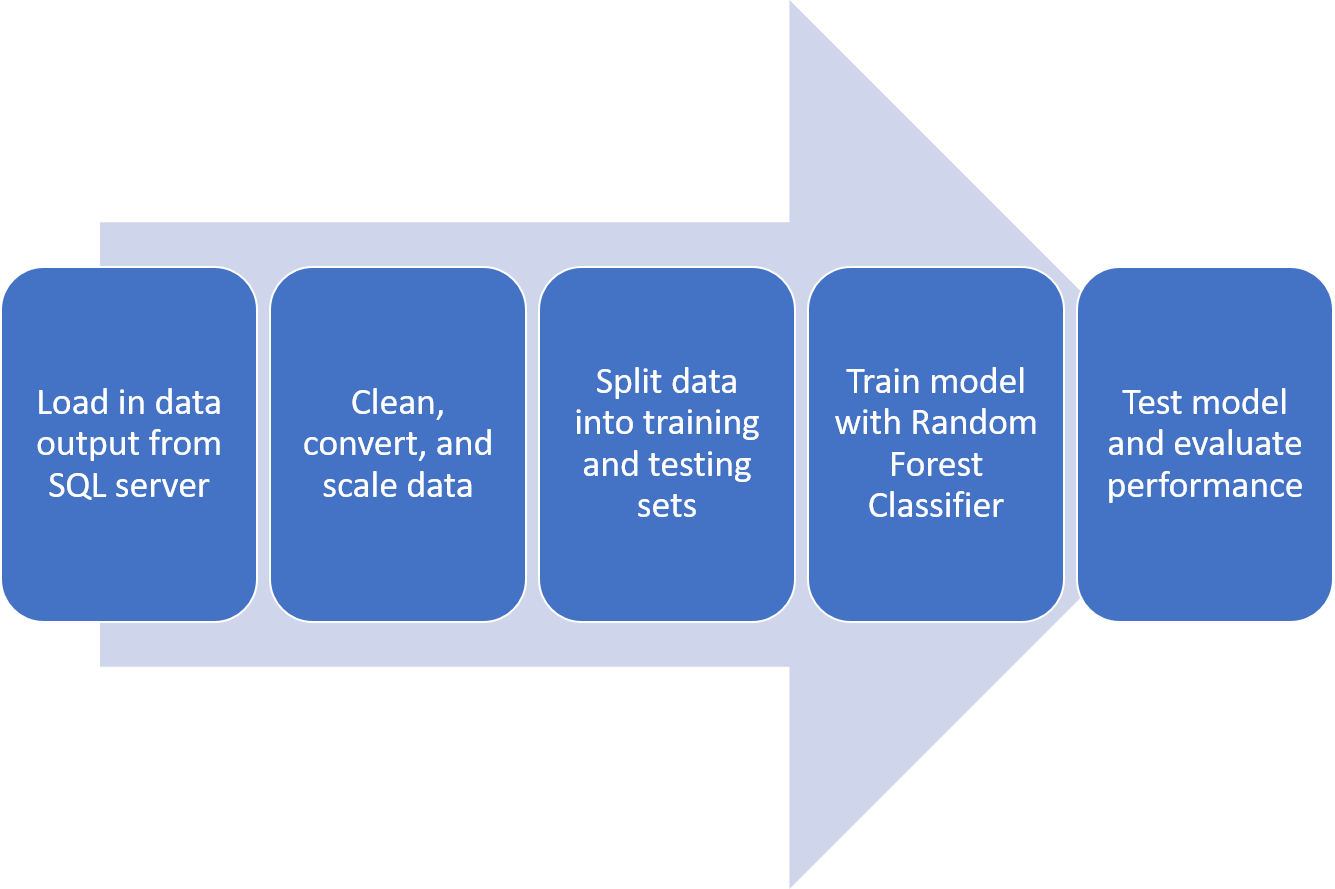 Load in data
output from
SQL server
Clean,
convert, and
scale data
Split data
into training
and testing
sets
Train model
with Random
Forest
Classifier
Test model
and evaluate
performance